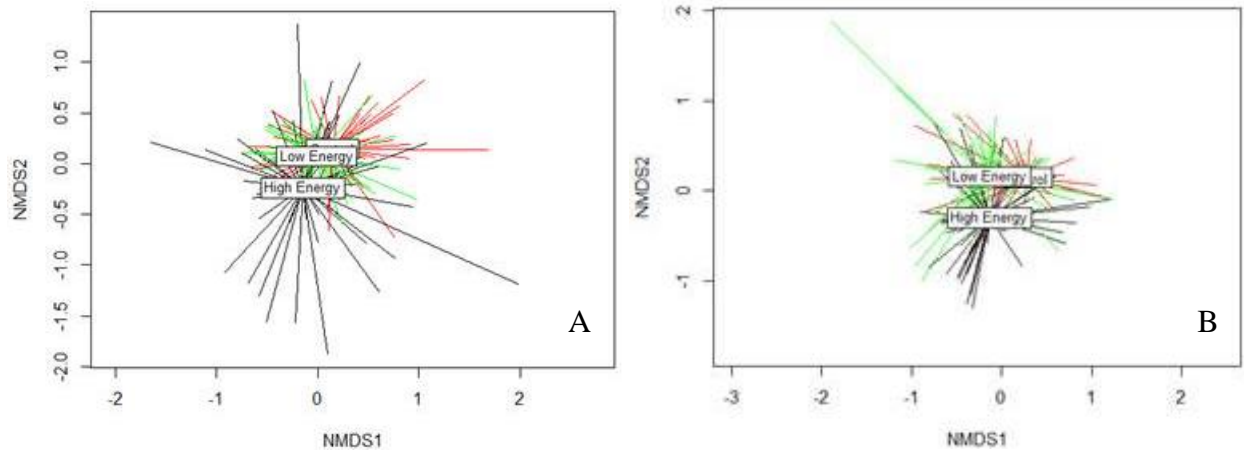 1.0
0.5
0.0
-0.5
-1.0
-1.5
-2.0
NMDS2
Low Energy
High Energy
A
-2 -1 0 1 2
NMDS1
2
1
0
-1
NMDS2
Low Energy rol
High Energy
B
-3 -2 -1 0 1 2
NMDS1